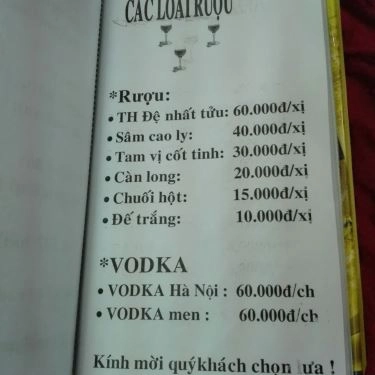 CÁC LOẠI RƯỢU
*Rượu:
• TH Đệ nhất tửu: 60.000đ/xị
• Sâm cao ly: 40.000đ/xị
• Tam vị cốt tinh: 30.000đ/xị
• Càn long: 20.000đ/xị
• Chuối hột: 15.000đ/xị
• Đế trắng: 10.000đ/xị
*VODKA
• VODKA Hà Nội : 60.000đ/ch
• VODKA men : 60.000đ/ch
Kính mời quýkhách chọn lựa !